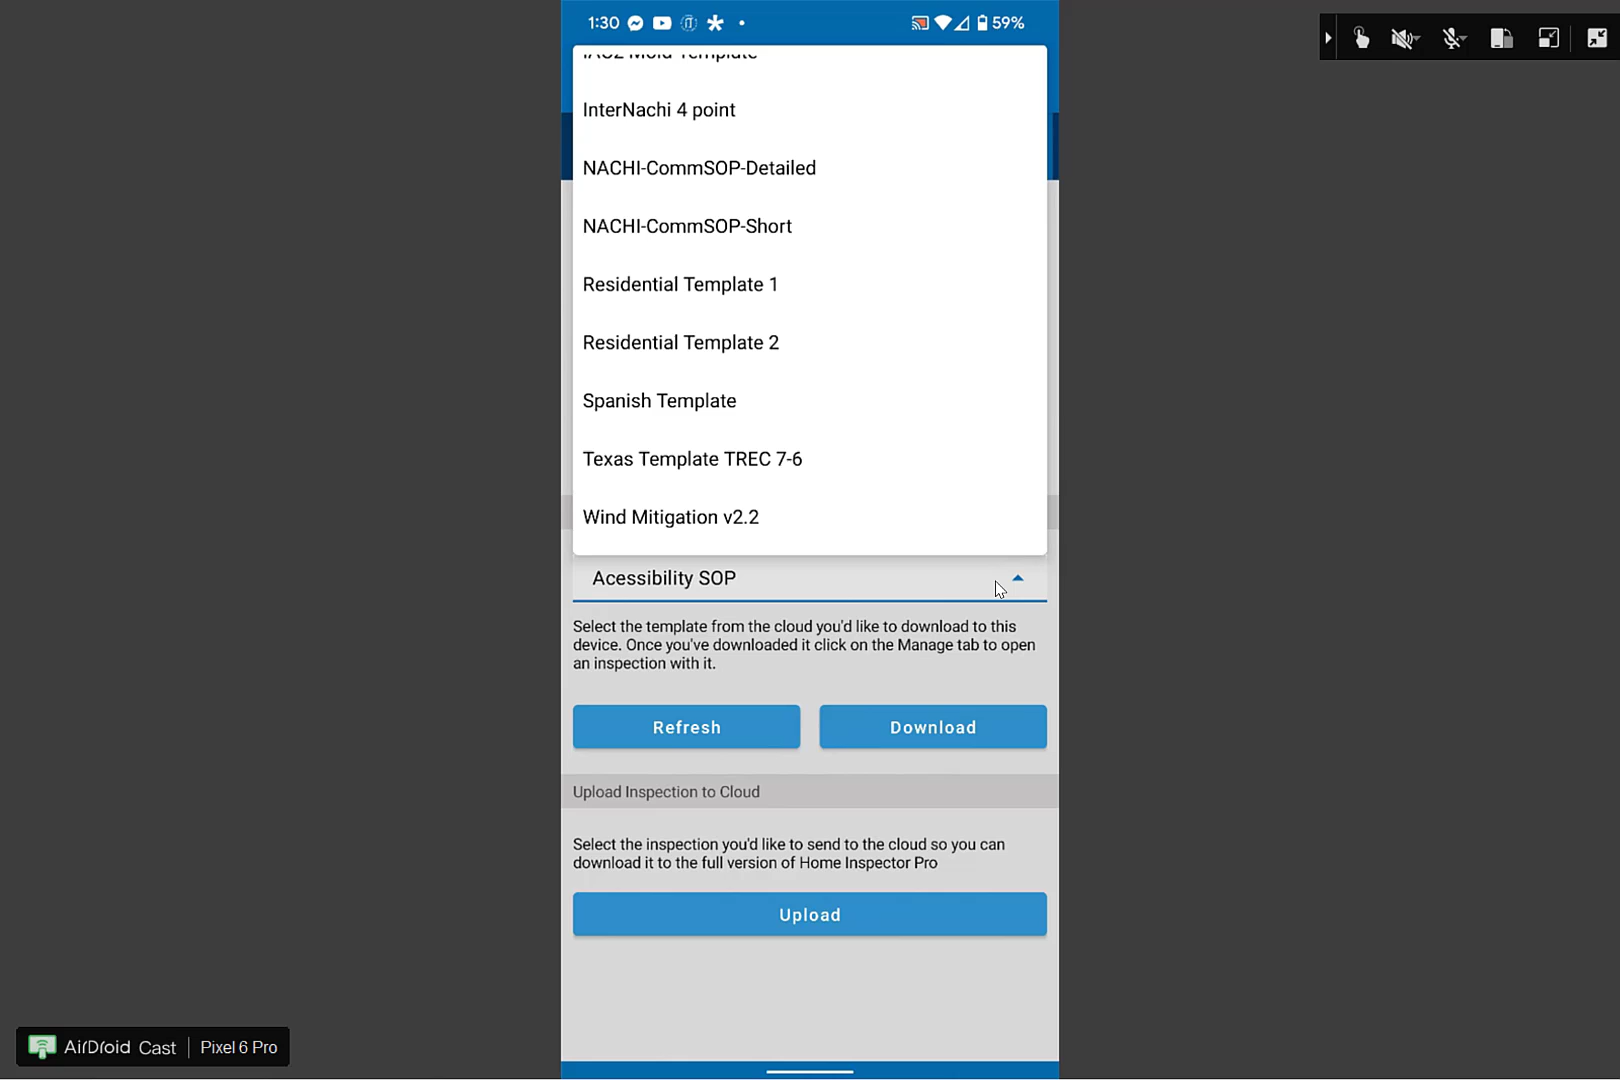 1:30
59%
IAC2 Mold Template
InterNachi 4 point
NACHI-CommSOP-Detailed
NACHI-CommSOP-Short
Residential Template 1
Residential Template 2
Spanish Template
Texas Template TREC 7-6
Wind Mitigation v2.2
Acessibility SOP
Select the template from the cloud you'd like to download to this
device. Once you've downloaded it click on the Manage tab to open
an inspection with it.
Refresh
Download
Upload Inspection to Cloud
Select the inspection you'd like to send to the cloud so you can
download it to the full version of Home Inspector Pro
Upload
AirDroid Cast
Pixel 6 Pro